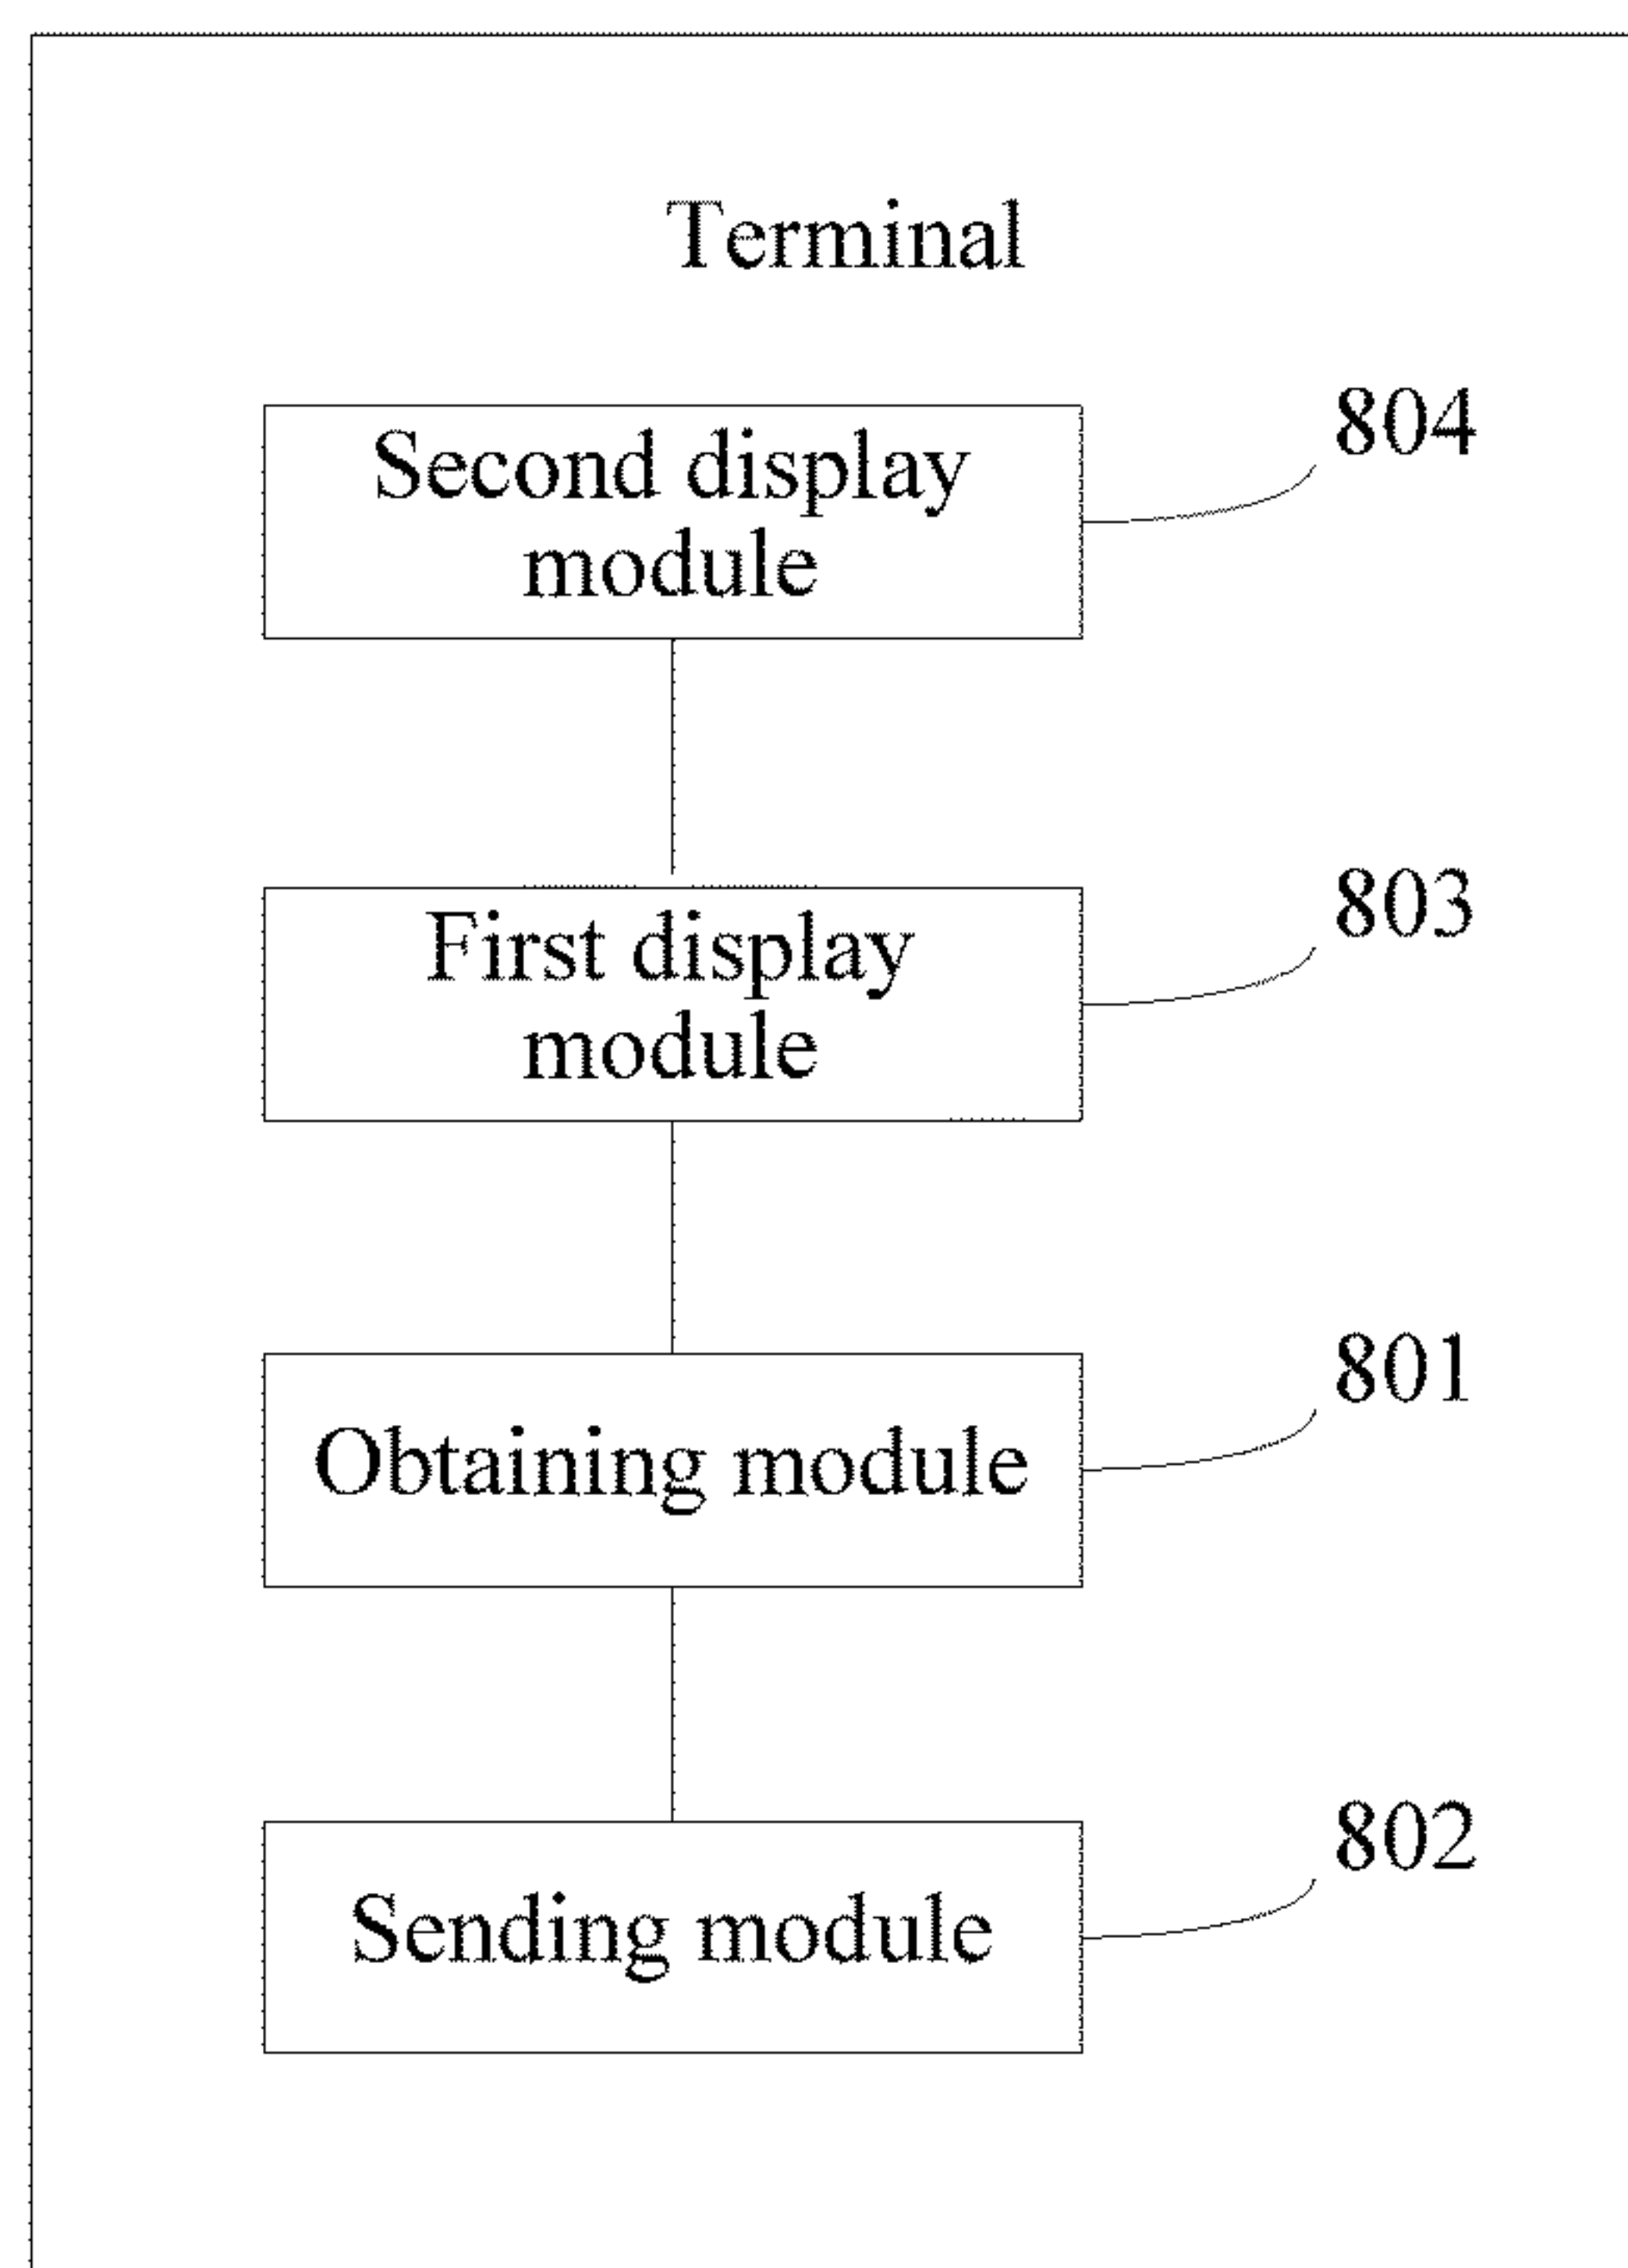 Terminal
804
Second display
module
803
First display
module
801
Obtaining module
802
Sending module